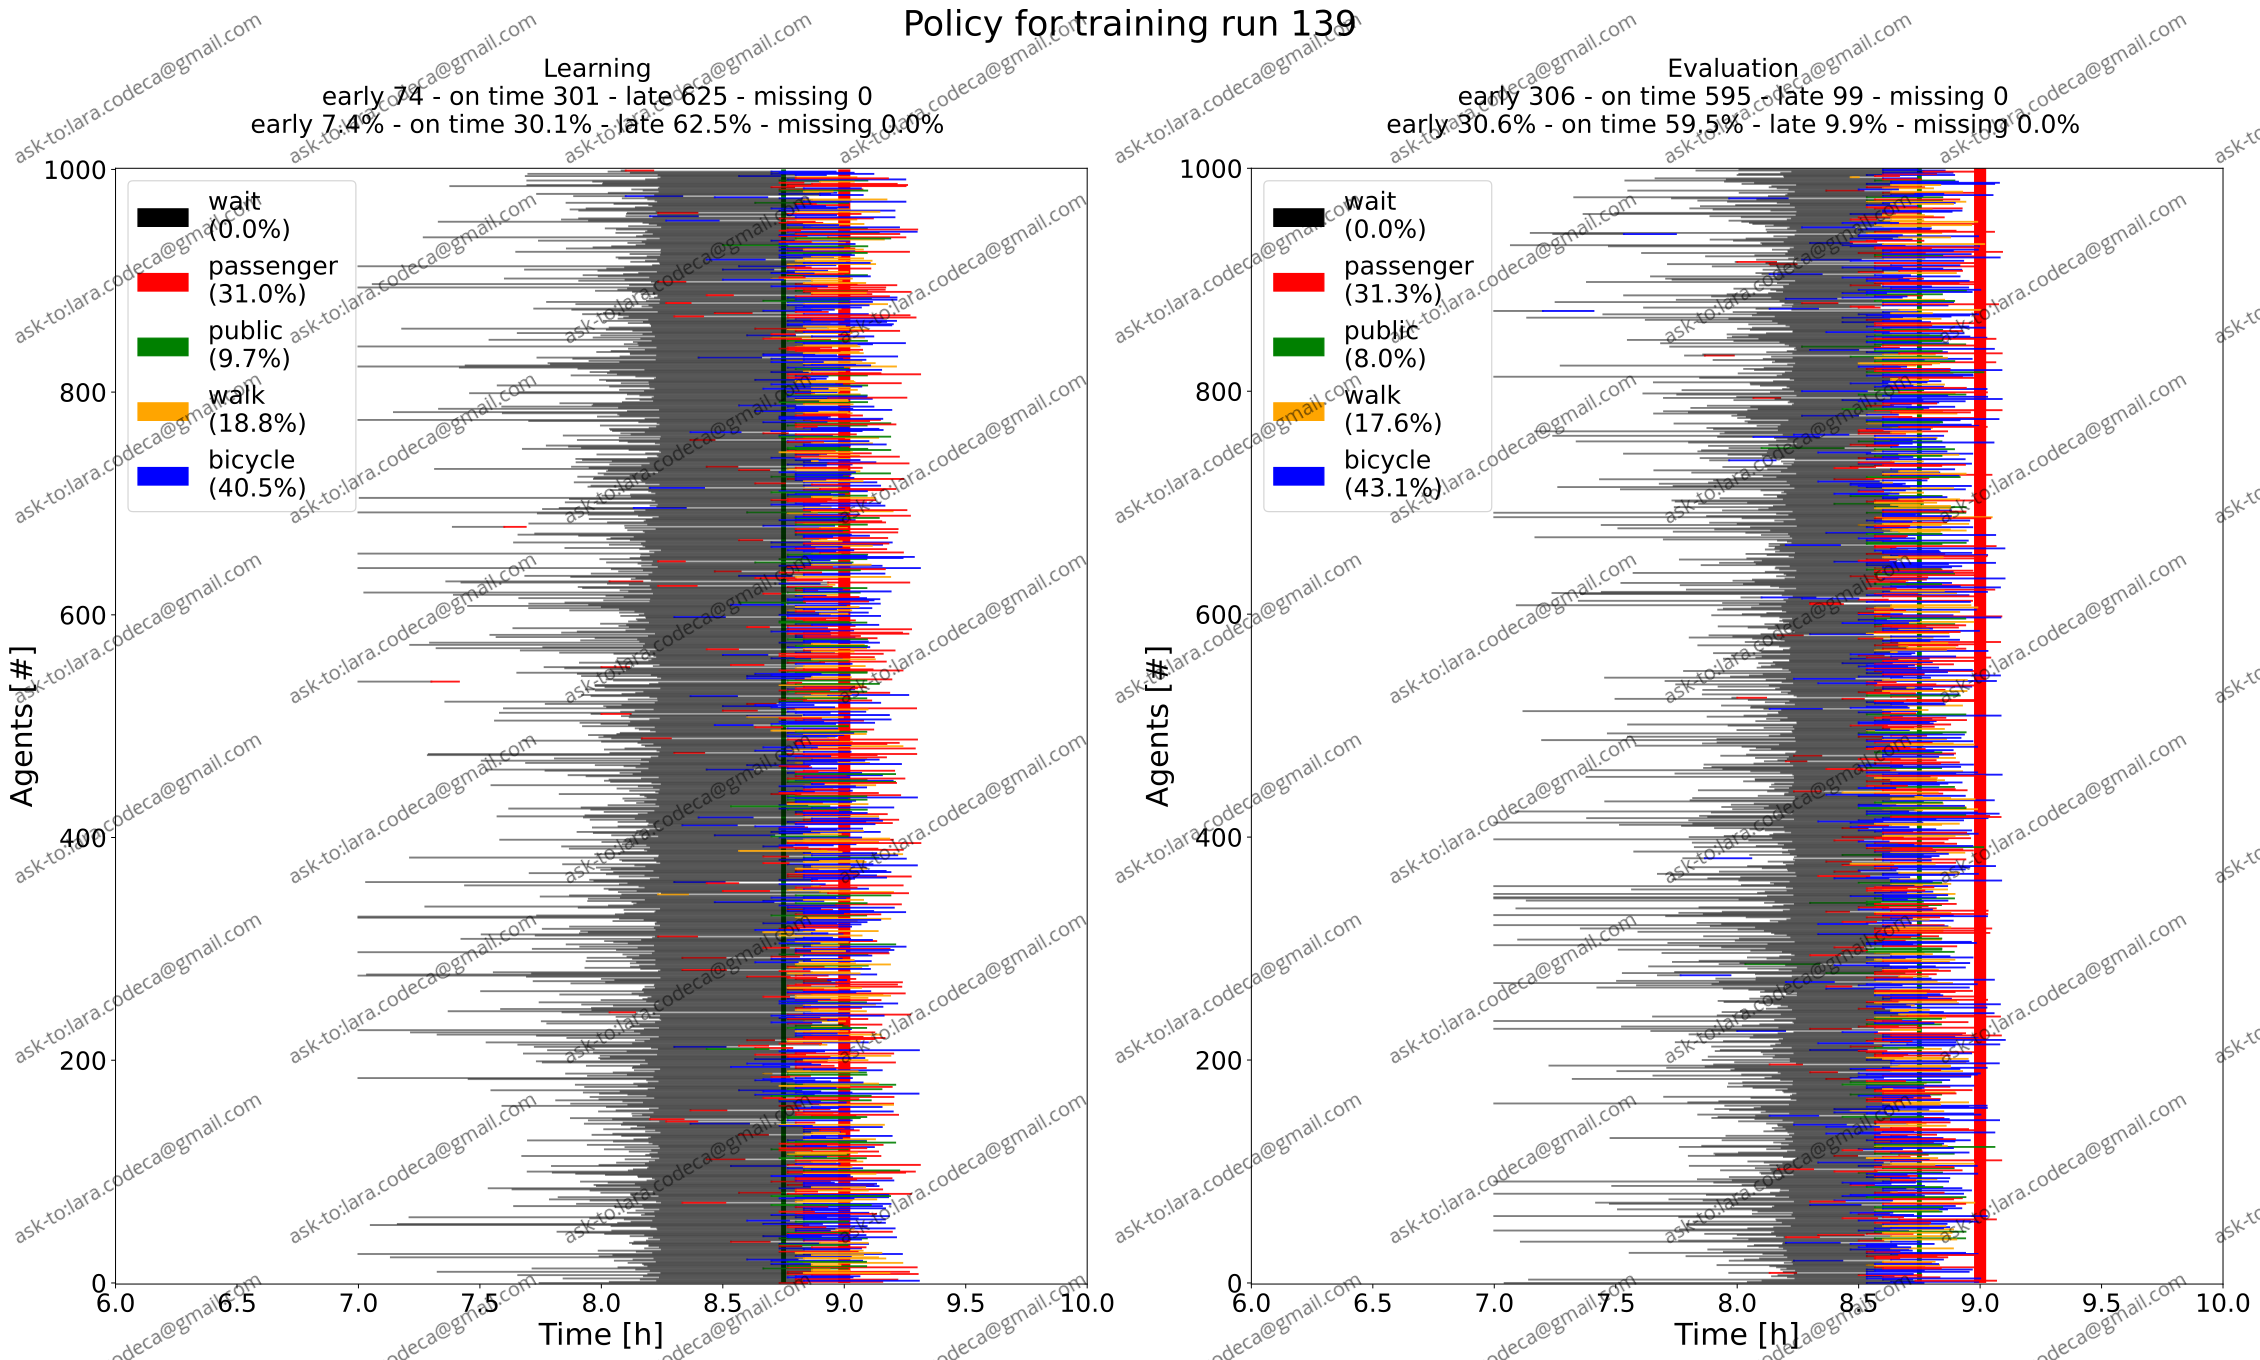 Policy for training run 139
Learning
early 74 - on time 301 - late 625 - missing 0
early 7.4% - on time 30.1% - late 62.5% - missing 0.0%
1000
800
600
400
200
0
Agents [#]
wait
(0.0%)
passenger
(31.0%)
public
(9.7%)
walk
(18.8%)
bicycle
(40.5%)
6.0 6.5 7.0 7.5 8.0 8.5 9.0 9.5 10.0
Time [h]
Evaluation
early 306 - on time 595 - late 99 - missing 0
early 30.6% - on time 59.5% - late 9.9% - missing 0.0%
1000
800
600
400
200
0
Agents [#]
wait
(0.0%)
passenger
(31.3%)
public
(8.0%)
walk
(17.6%)
bicycle
(43.1%)
6.0 6.5 7.0 7.5 8.0 8.5 9.0 9.5 10.0
Time [h]
ask-to:lara.codeca@gmail.com